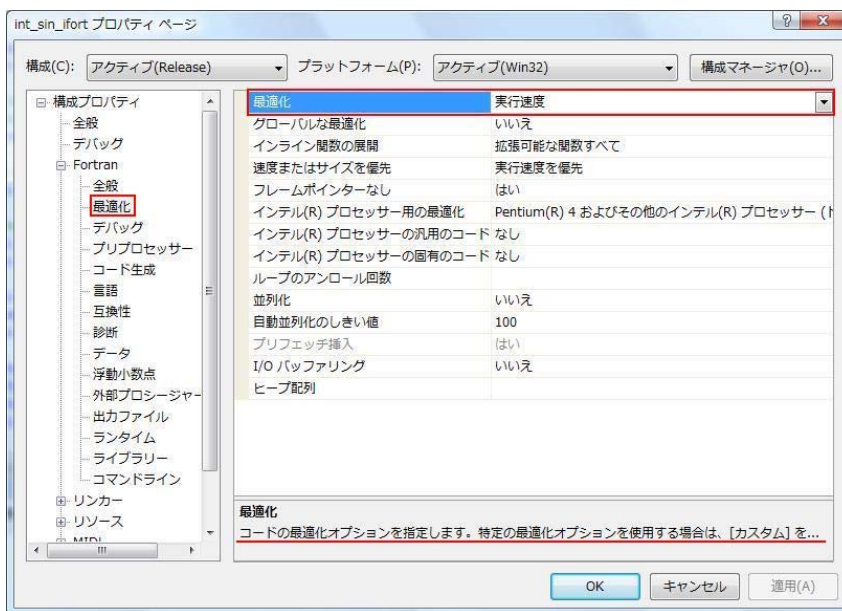 int_sin_ifort プロパティ ページ
構成(C): アクティブ(Release) プラットフォーム(P): アクティブ(Win32) 構成マネージャ(O)...
構成プロパティ
全般
デバッグ
Fortran
全般
最適化
デバッグ
プリプロセッサー
コード生成
言語
互換性
診断
データ
浮動小数点
外部プロシージャー
出力ファイル
ランタイム
ライブラリー
コマンドライン
リンカー
リソース
MIDL
最適化 実行速度
グローバルな最適化 いいえ
インライン関数の展開 拡張可能な関数すべて
速度またはサイズを優先 実行速度を優先
フレームポインターなし はい
インテル(R) プロセッサー用の最適化 Pentium(R) 4 およびその他のインテル(R) プロセッサー (
インテル(R) プロセッサーの汎用のコード なし
インテル(R) プロセッサーの固有のコード なし
ループのアンロール回数
並列化 いいえ
自動並列化のしきい値 100
プリフェッチ挿入 はい
I/O バッファリング いいえ
ヒープ配列
最適化
コードの最適化オプションを指定します。特定の最適化オプションを使用する場合は、[カスタム] を...
OK キャンセル 適用(A)